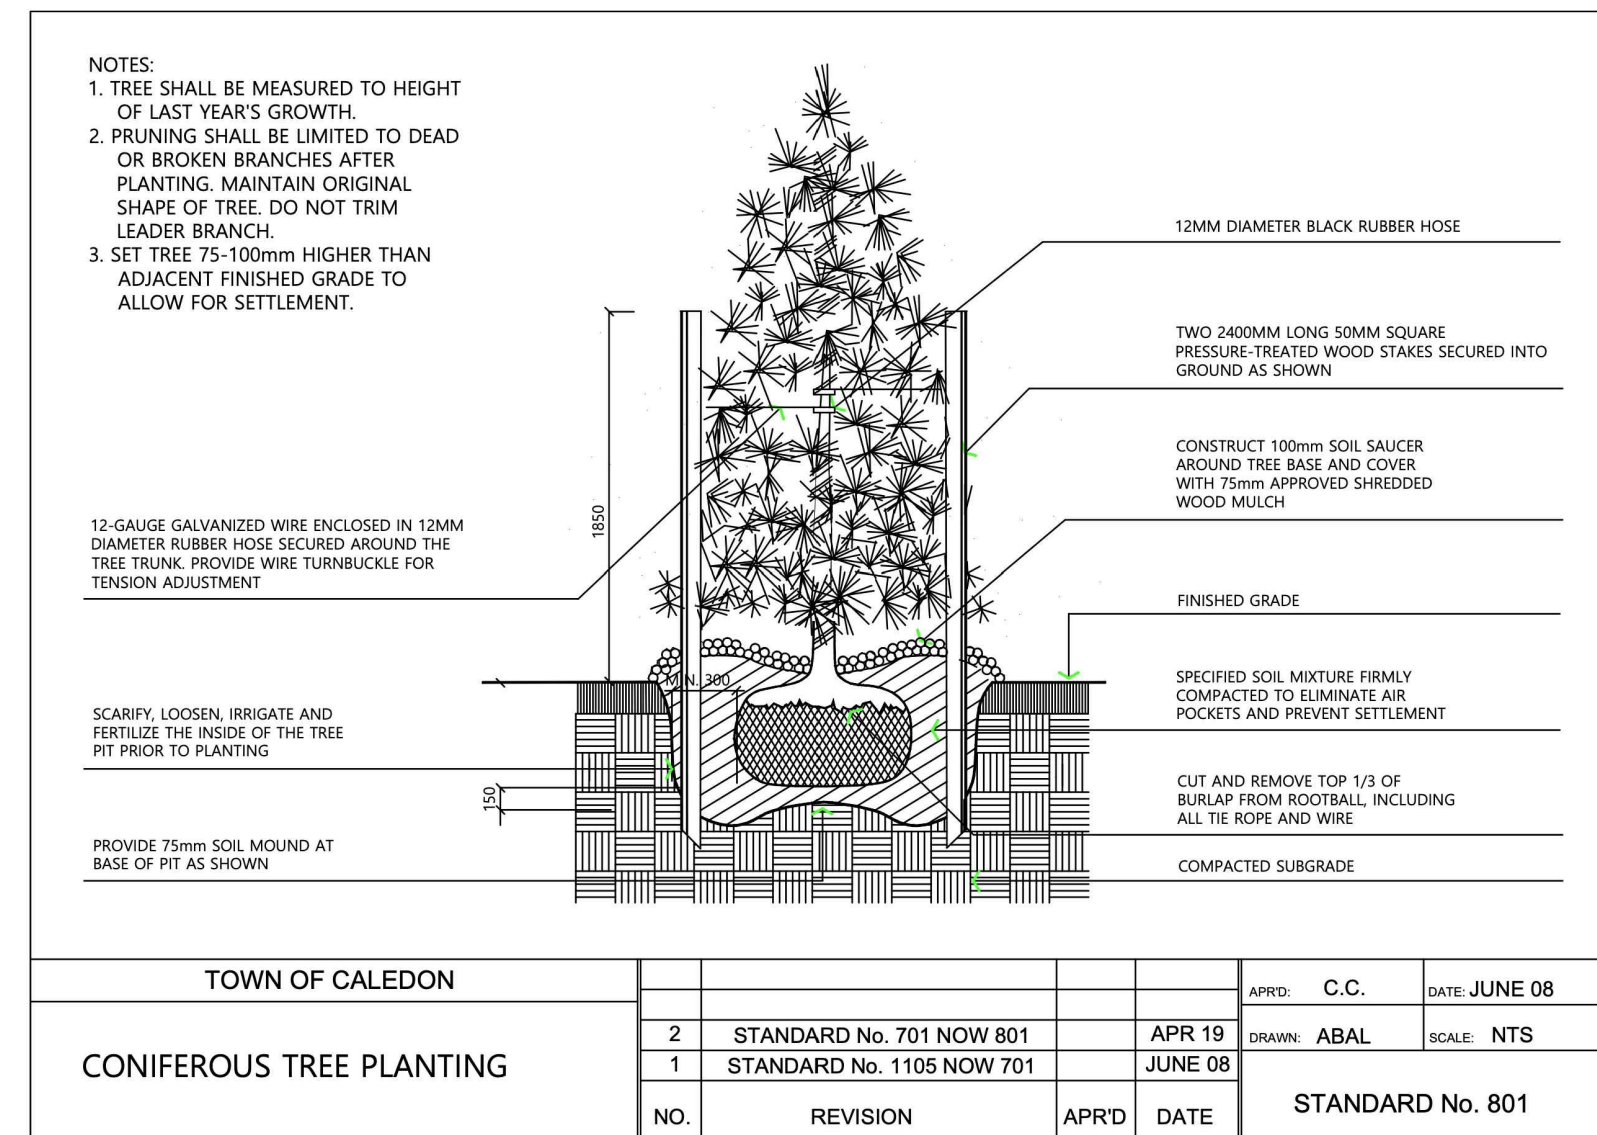 NOTES:
1. TREE SHALL BE MEASURED TO HEIGHT
OF LAST YEAR'S GROWTH.
2. PRUNING SHALL BE LIMITED TO DEAD
OR BROKEN BRANCHES AFTER
PLANTING. MAINTAIN ORIGINAL
SHAPE OF TREE. DO NOT TRIM
LEADER BRANCH.
3. SET TREE 75-100mm HIGHER THAN
ADJACENT FINISHED GRADE TO
ALLOW FOR SETTLEMENT.
12MM DIAMETER BLACK RUBBER HOSE
TWO 2400MM LONG 50MM SQUARE
PRESSURE-TREATED WOOD STAKES SECURED INTO
GROUND AS SHOWN
CONSTRUCT 100mm SOIL SAUCER
AROUND TREE BASE AND COVER
WITH 75mm APPROVED SHREDDED
WOOD MULCH
1850
12-GAUGE GALVANIZED WIRE ENCLOSED IN 12MM
DIAMETER RUBBER HOSE SECURED AROUND THE
TREE TRUNK. PROVIDE WIRE TURNBUCKLE FOR
TENSION ADJUSTMENT
FINISHED GRADE
MIN. 300
SPECIFIED SOIL MIXTURE FIRMLY
COMPACTED TO ELIMINATE AIR
POCKETS AND PREVENT SETTLEMENT
SCARIFY, LOOSEN, IRRIGATE AND
FERTILIZE THE INSIDE OF THE TREE
PIT PRIOR TO PLANTING
150
CUT AND REMOVE TOP 1/3 OF
BURLAP FROM ROOTBALL, INCLUDING
ALL TIE ROPE AND WIRE
PROVIDE 75mm SOIL MOUND AT
BASE OF PIT AS SHOWN
COMPACTED SUBGRADE
TOWN OF CALEDON
CONIFEROUS TREE PLANTING
2 STANDARD No. 701 NOW 801 APR 19
1 STANDARD No. 1105 NOW 701 JUNE 08
NO. REVISION APR'D DATE
APR'D: C.C. DATE: JUNE 08
DRAWN: ABAL SCALE: NTS
STANDARD No. 801